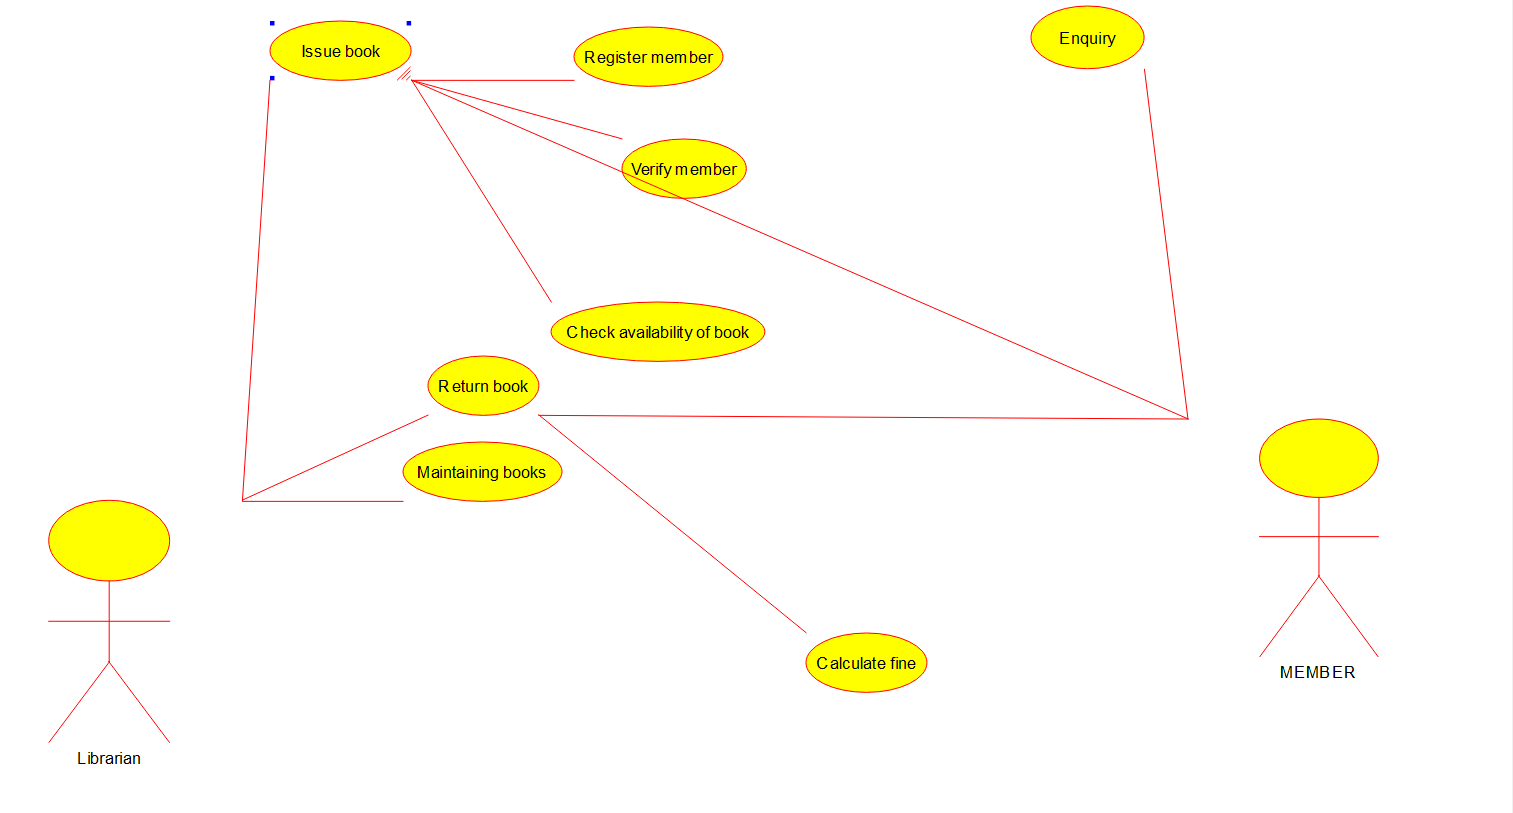 Issue book
Register member
Enquiry
Verify member
Check availability of book
Return book
Maintaining books
Calculate fine
MEMBER
Librarian